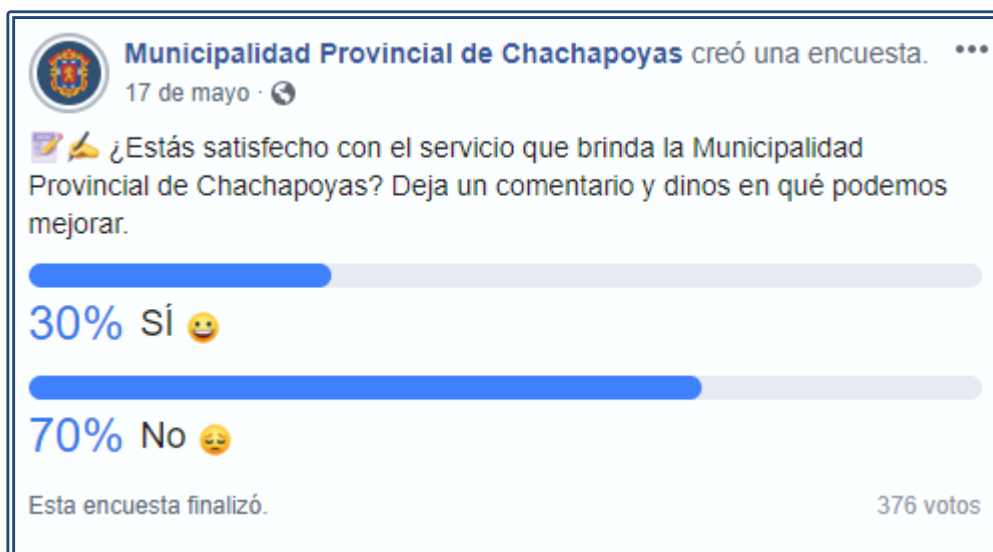 Municipalidad Provincial de Chachapoyas creó una encuesta.
17 de mayo ·
📝✍️ ¿Estás satisfecho con el servicio que brinda la Municipalidad
Provincial de Chachapoyas? Deja un comentario y dinos en qué podemos
mejorar.
30% SÍ 😀
70% No 😔
Esta encuesta finalizó. 376 votos